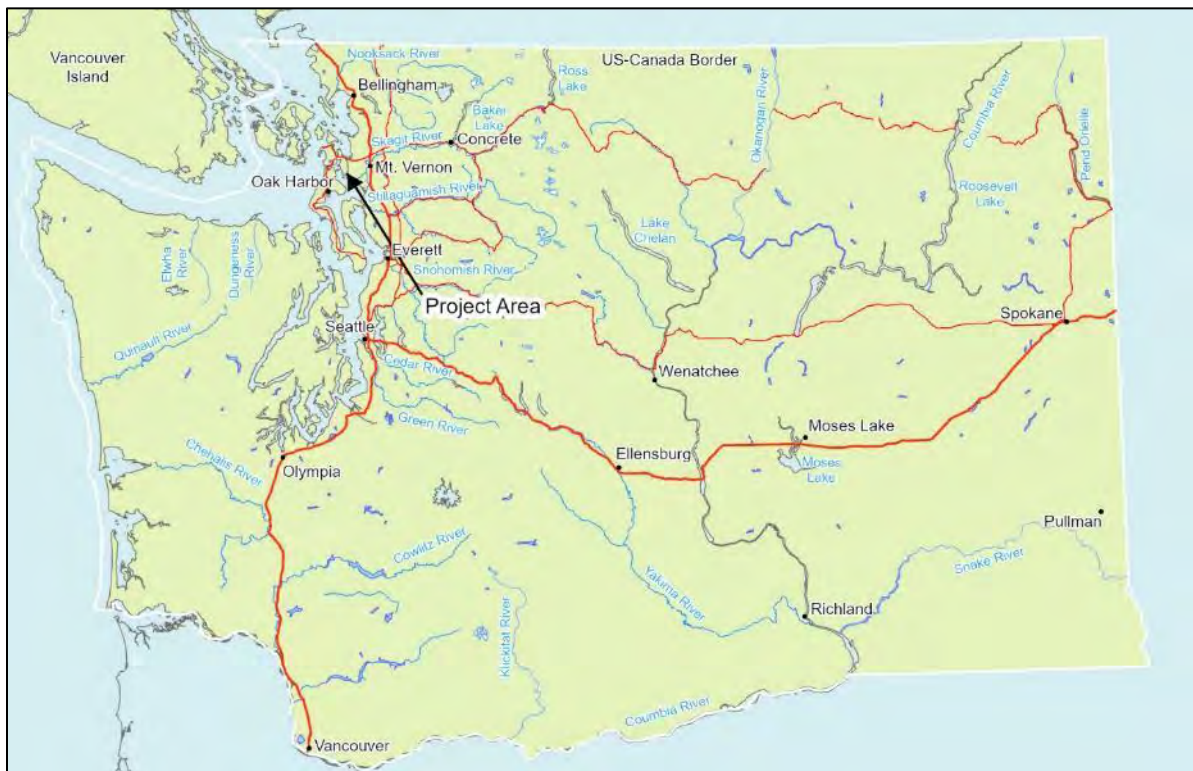 Vancouver
Island
Nooksack River
Bellingham
Ross
Lake
US-Canada Border
Okanogan River
Columbia River
Pend Orielle
Baker
Lake
Skagit River
Concrete
Mt. Vernon
Oak Harbor
Stillaguamish River
Roosevelt
Lake
Lake
Chelan
Elwha
River
Dungeness
River
Everett
Snohomish River
Project Area
Seattle
Spokane
Quinault River
Cedar River
Wenatchee
Green River
Moses Lake
Ellensburg
Moses
Lake
Chehalis River
Olympia
Pullman
Cowlitz River
Snake River
Yakima River
Richland
Klickitat River
Columbia River
Vancouver